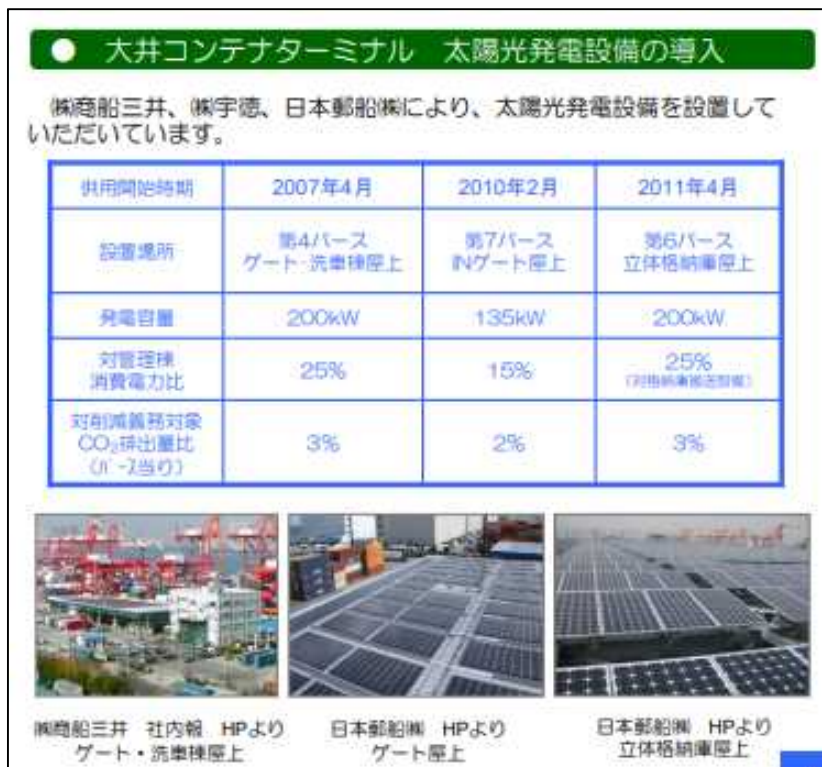 ● 大井コンテナターミナル 太陽光発電設備の導入
㈱商船三井、㈱宇徳、日本郵船㈱により、太陽光発電設備を設置して
いただいています。
供用開始時期 2007年4月 2010年2月 2011年4月
設置場所 第4バース ゲート・洗車棟屋上 第7バース INゲート屋上 第6バース 立体格納庫屋上
発電容量 200kW 135kW 200kW
対管理棟 消費電力比 25% 15% 25% (対格納庫搬送設備)
対削減義務対象 CO₂排出量比 (バース当り) 3% 2% 3%
㈱商船三井 社内報 HPより
ゲート・洗車棟屋上
日本郵船㈱ HPより
ゲート屋上
日本郵船㈱ HPより
立体格納庫屋上